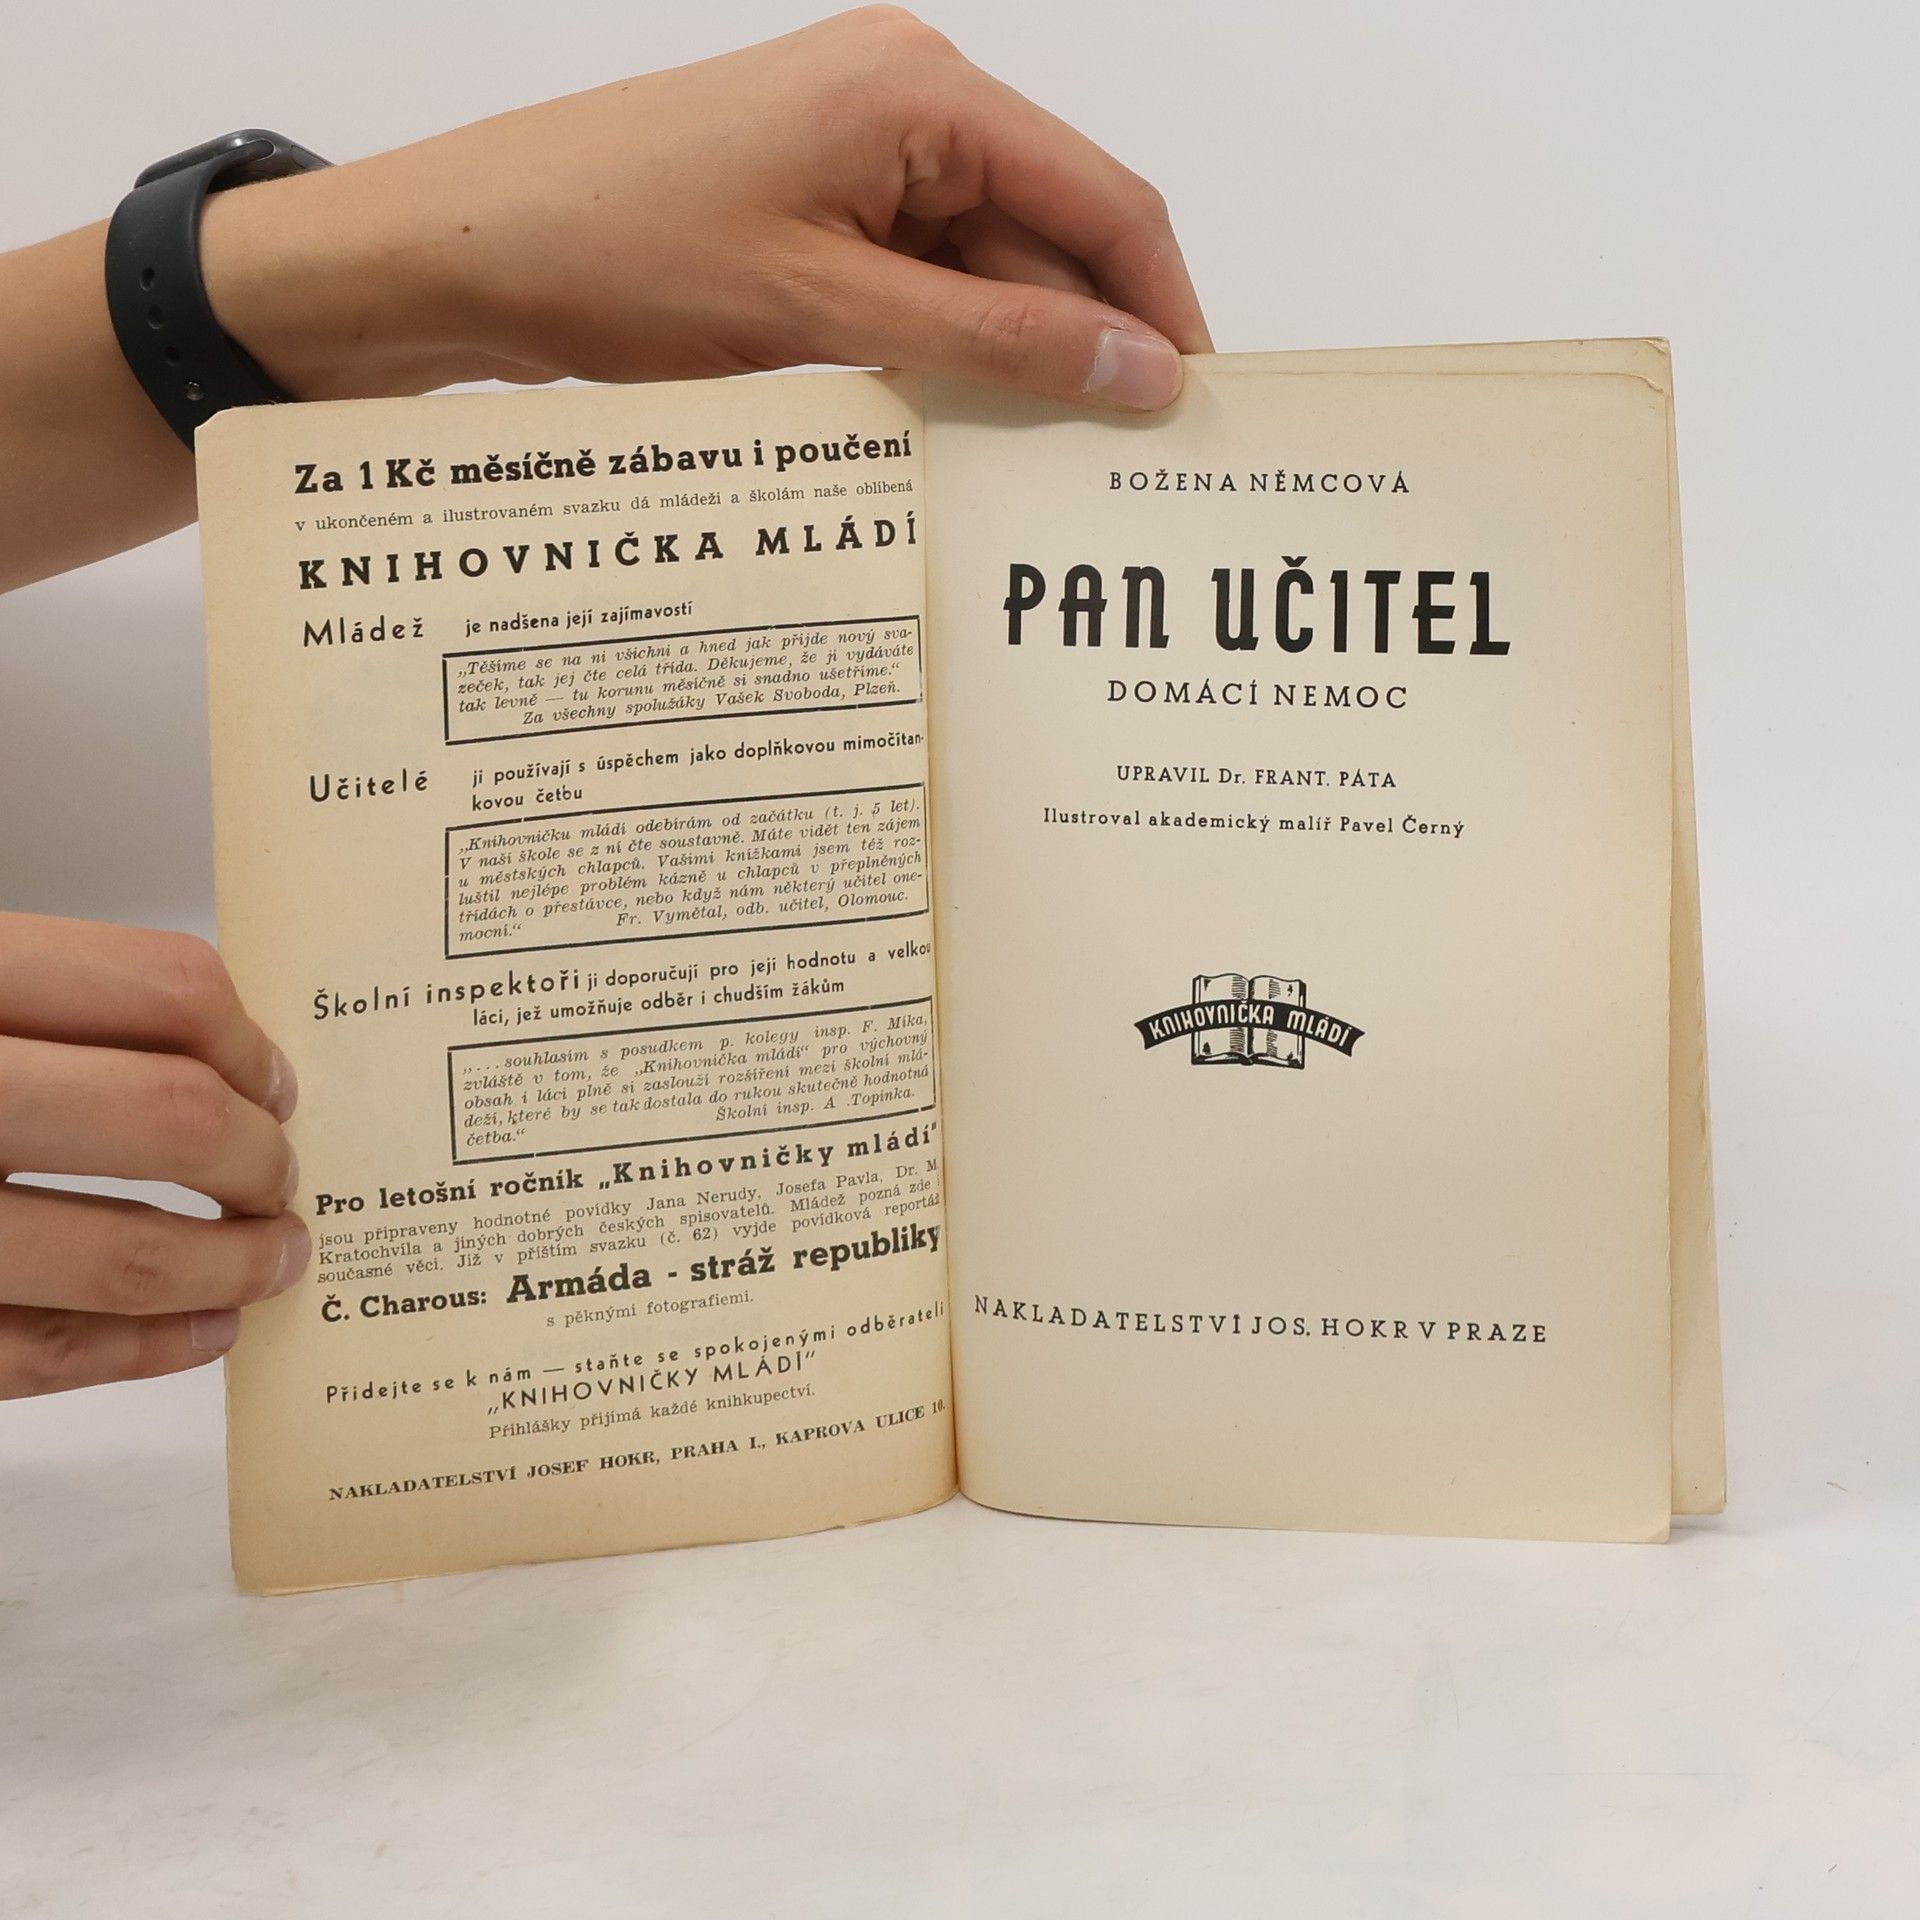 Za 1 Kč měsíčně zábavu i poučení
v ukončeném a ilustrovaném svazku dá mládeži a školám naše oblíbená
KNIHOVNIČKA MLÁDÍ
Mládež je nadšena její zajímavostí
„Těšíme se na ni všichni a hned jak přijde nový sva-
zeček, tak jej čte celá třída. Děkujeme, že ji vydáváte
tak levně — tu korunu měsíčně si snadno ušetříme.“
Za všechny spolužáky Vašek Svoboda, Plzeň.
Učitelé ji používají s úspěchem jako doplňkovou mimočítan-
kovou četbu
„Knihovničku mládí odebírám od začátku (t. j. 5 let).
V naší škole se z ní čte soustavně. Máte vidět ten zájem
u městských chlapců. Vašimi knížkami jsem též roz-
luštil nejlépe problém kázně u chlapců v přeplněných
třídách o přestávce, nebo když nám některý učitel one-
mocní.“ Fr. Vymětal, odb. učitel, Olomouc.
Školní inspektoři ji doporučují pro její hodnotu a velkou
láci, jež umožňuje odběr i chudším žákům
„... souhlasím s posudkem p. kolegy insp. F. Míka,
zvláště v tom, že „Knihovnička mládí“ pro výchovný
obsah i láci plně si zaslouží rozšíření mezi školní mlá-
deží, které by se tak dostala do rukou skutečně hodnotná
četba.“ Školní insp. A .Topinka.
Pro letošní ročník „Knihovničky mládí“
jsou připraveny hodnotné povídky Jana Nerudy, Josefa Pavla, Dr. M.
Kratochvíla a jiných dobrých českých spisovatelů. Mládež pozná zde i
současné věci. Již v příštím svazku (č. 62) vyjde povídková reportáž
Č. Charous: Armáda - stráž republiky
s pěknými fotografiemi.
Přidejte se k nám — staňte se spokojenými odběrateli
„KNIHOVNIČKY MLÁDÍ“
Přihlášky přijímá každé knihkupectví.
NAKLADATELSTVÍ JOSEF HOKR, PRAHA I., KAPROVA ULICE 10.
BOŽENA NĚMCOVÁ
PAN UČITEL
DOMÁCÍ NEMOC
UPRAVIL Dr. FRANT. PÁTA
Ilustroval akademický malíř Pavel Černý
KNIHOVNIČKA MLÁDÍ
NAKLADATELSTVÍ JOS. HOKR V PRAZE